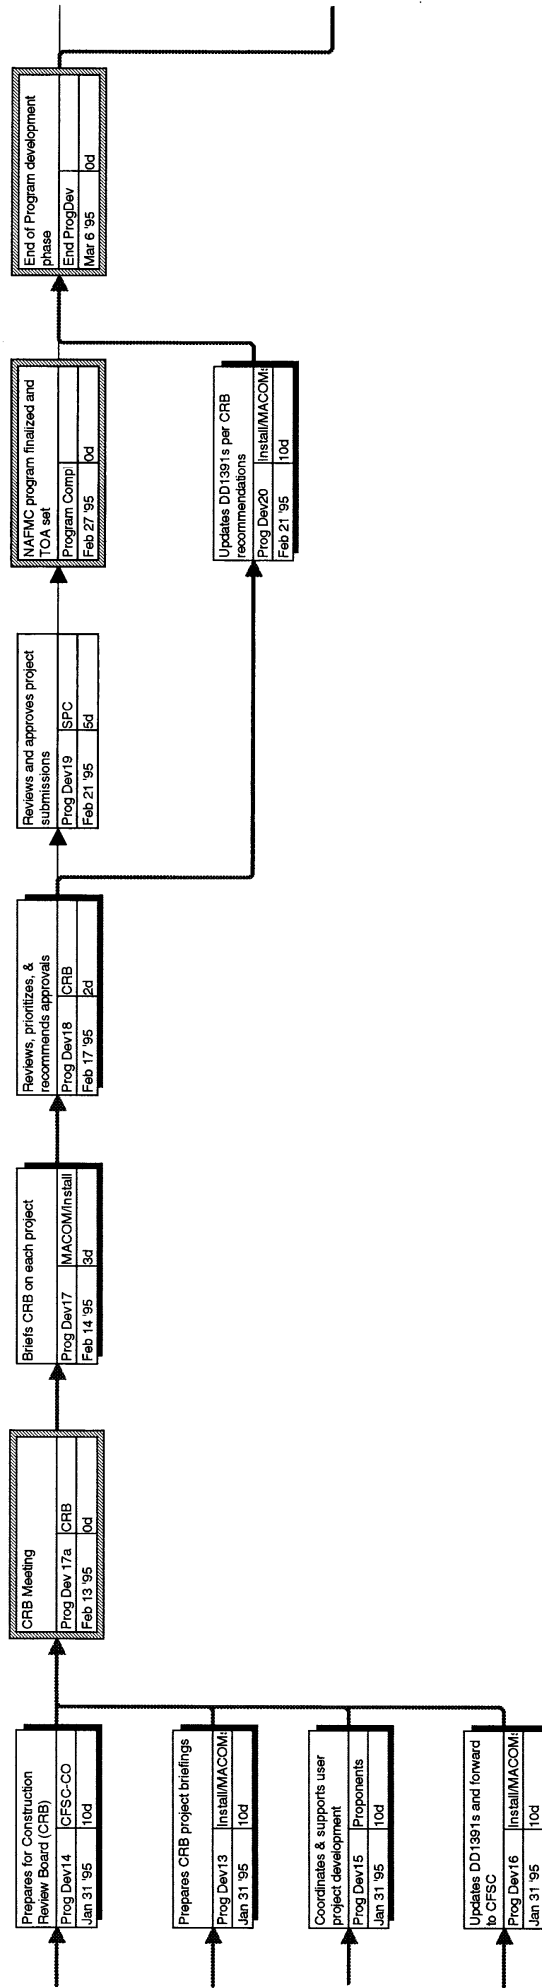 Prepares for Construction
Review Board (CRB)
Prog Dev14 CFSC-CO
Jan 31 '95 10d
Prepares CRB project briefings
Prog Dev13 Install/MACOMs
Jan 31 '95 10d
Coordinates & supports user
project development
Prog Dev15 Proponents
Jan 31 '95 10d
Updates DD1391s and forward
to CFSC
Prog Dev16 Install/MACOMs
Jan 31 '95 10d
CRB Meeting
Prog Dev 17a CRB
Feb 13 '95 0d
Briefs CRB on each project
Prog Dev17 MACOM/Install
Feb 14 '95 3d
Reviews, prioritizes, &
recommends approvals
Prog Dev18 CRB
Feb 17 '95 2d
Reviews and approves project
submissions
Prog Dev19 SPC
Feb 21 '95 5d
NAFMC program finalized and
TOA set
Program Compl
Feb 27 '95 0d
Updates DD1391s per CRB
recommendations
Prog Dev20 Install/MACOMs
Feb 21 '95 10d
End of Program development
phase
End ProgDev
Mar 6 '95 0d